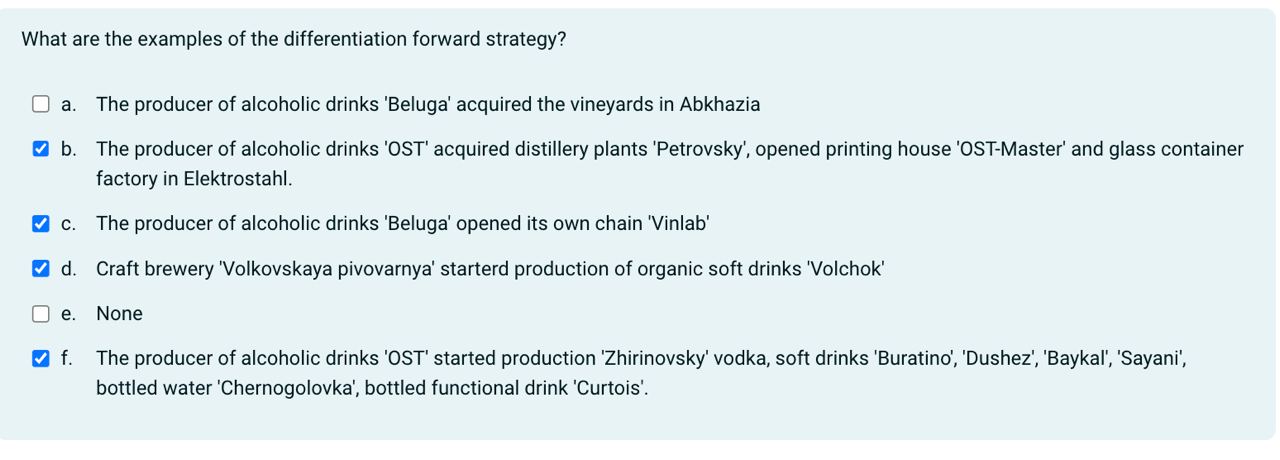 What are the examples of the differentiation forward strategy?
a. The producer of alcoholic drinks 'Beluga' acquired the vineyards in Abkhazia
b. The producer of alcoholic drinks 'OST' acquired distillery plants 'Petrovsky', opened printing house 'OST-Master' and glass container
factory in Elektrostahl.
c. The producer of alcoholic drinks 'Beluga' opened its own chain 'Vinlab'
d. Craft brewery 'Volkovskaya pivovarnya' starterd production of organic soft drinks 'Volchok'
e. None
f. The producer of alcoholic drinks 'OST' started production 'Zhirinovsky' vodka, soft drinks 'Buratino', 'Dushez', 'Baykal', 'Sayani',
bottled water 'Chernogolovka', bottled functional drink 'Curtois'.